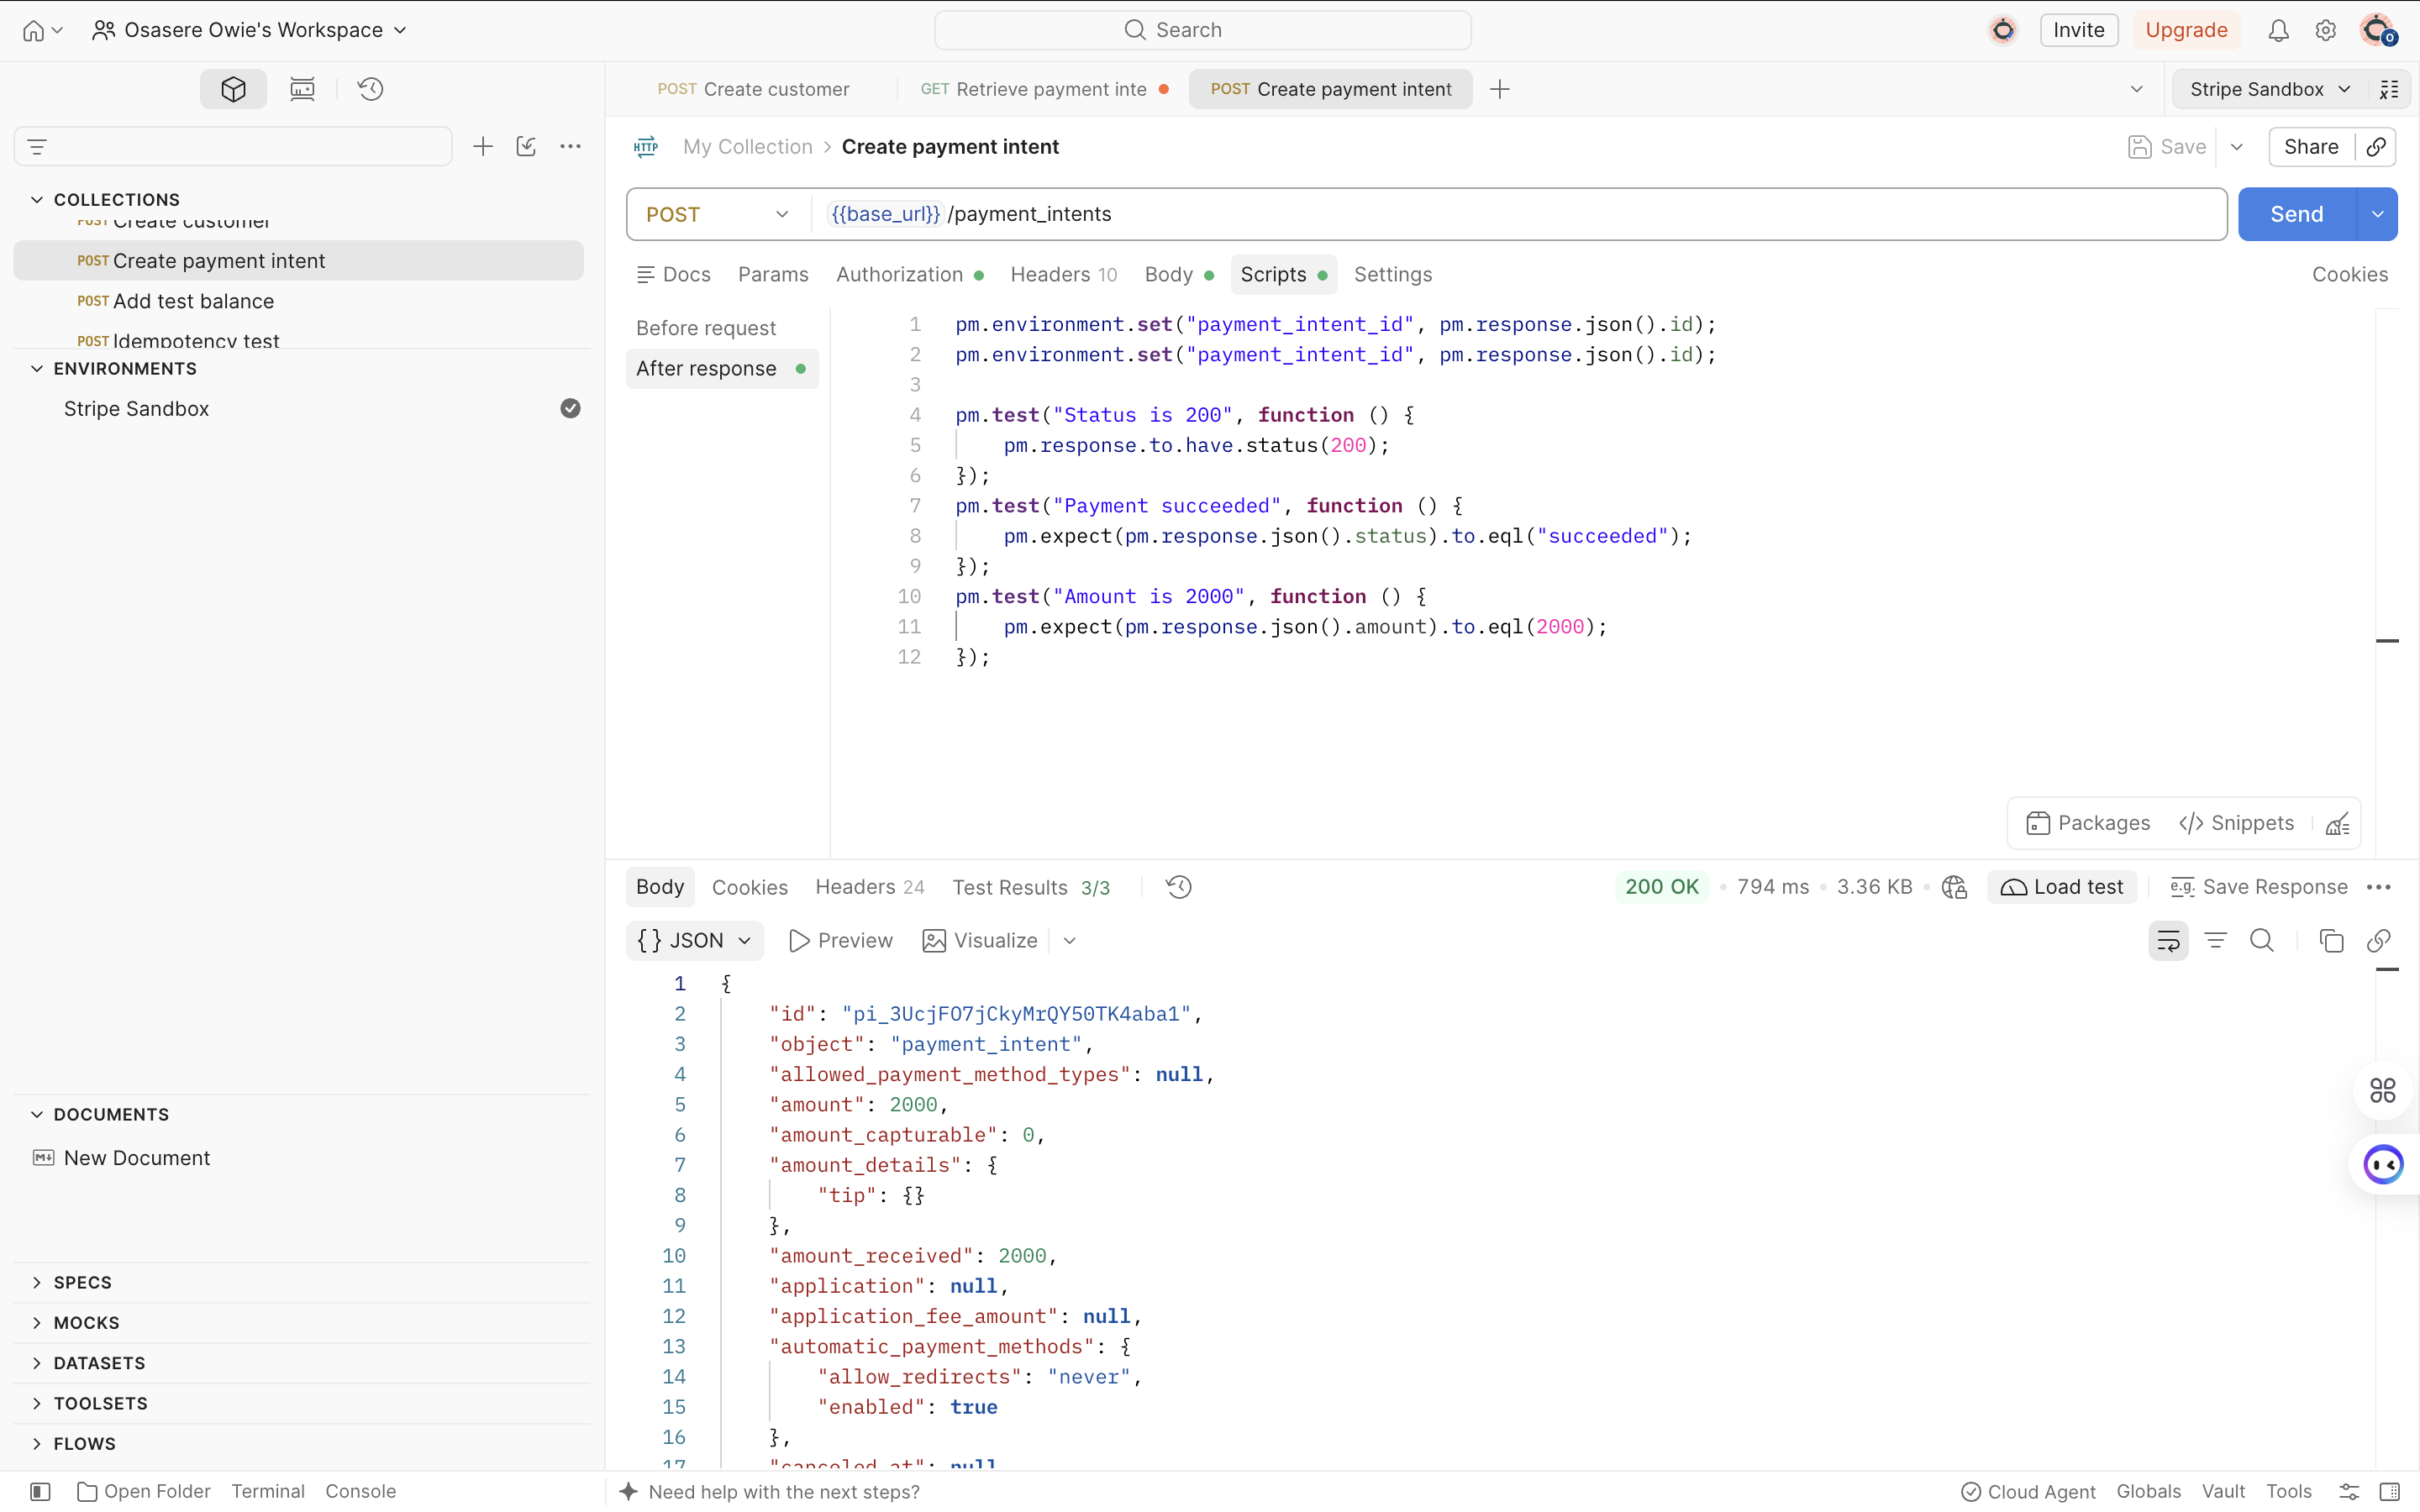 Osasere Owie's Workspace
Search
Invite
Upgrade
POST Create customer
GET Retrieve payment inte
POST Create payment intent
Stripe Sandbox
HTTP My Collection > Create payment intent
Save
Share
POST
{{base_url}} /payment_intents
Send
Docs
Params
Authorization
Headers 10
Body
Scripts
Settings
Cookies
COLLECTIONS
POST Create customer
POST Create payment intent
POST Add test balance
POST Idempotency test
ENVIRONMENTS
Stripe Sandbox
Before request
After response
1 pm.environment.set("payment_intent_id", pm.response.json().id);
2 pm.environment.set("payment_intent_id", pm.response.json().id);
3
4 pm.test("Status is 200", function () {
5 pm.response.to.have.status(200);
6 });
7 pm.test("Payment succeeded", function () {
8 pm.expect(pm.response.json().status).to.eql("succeeded");
9 });
10 pm.test("Amount is 2000", function () {
11 pm.expect(pm.response.json().amount).to.eql(2000);
12 });
Packages
</> Snippets
Body
Cookies
Headers 24
Test Results 3/3
200 OK • 794 ms • 3.36 KB
Load test
e.g. Save Response
{} JSON
Preview
Visualize
1 {
2 "id": "pi_3UcjFO7jCkyMrQY50TK4aba1",
3 "object": "payment_intent",
4 "allowed_payment_method_types": null,
5 "amount": 2000,
6 "amount_capturable": 0,
7 "amount_details": {
8 "tip": {}
9 },
10 "amount_received": 2000,
11 "application": null,
12 "application_fee_amount": null,
13 "automatic_payment_methods": {
14 "allow_redirects": "never",
15 "enabled": true
16 },
17 "canceled_at": null
DOCUMENTS
New Document
SPECS
MOCKS
DATASETS
TOOLSETS
FLOWS
Open Folder
Terminal
Console
Need help with the next steps?
Cloud Agent
Globals
Vault
Tools